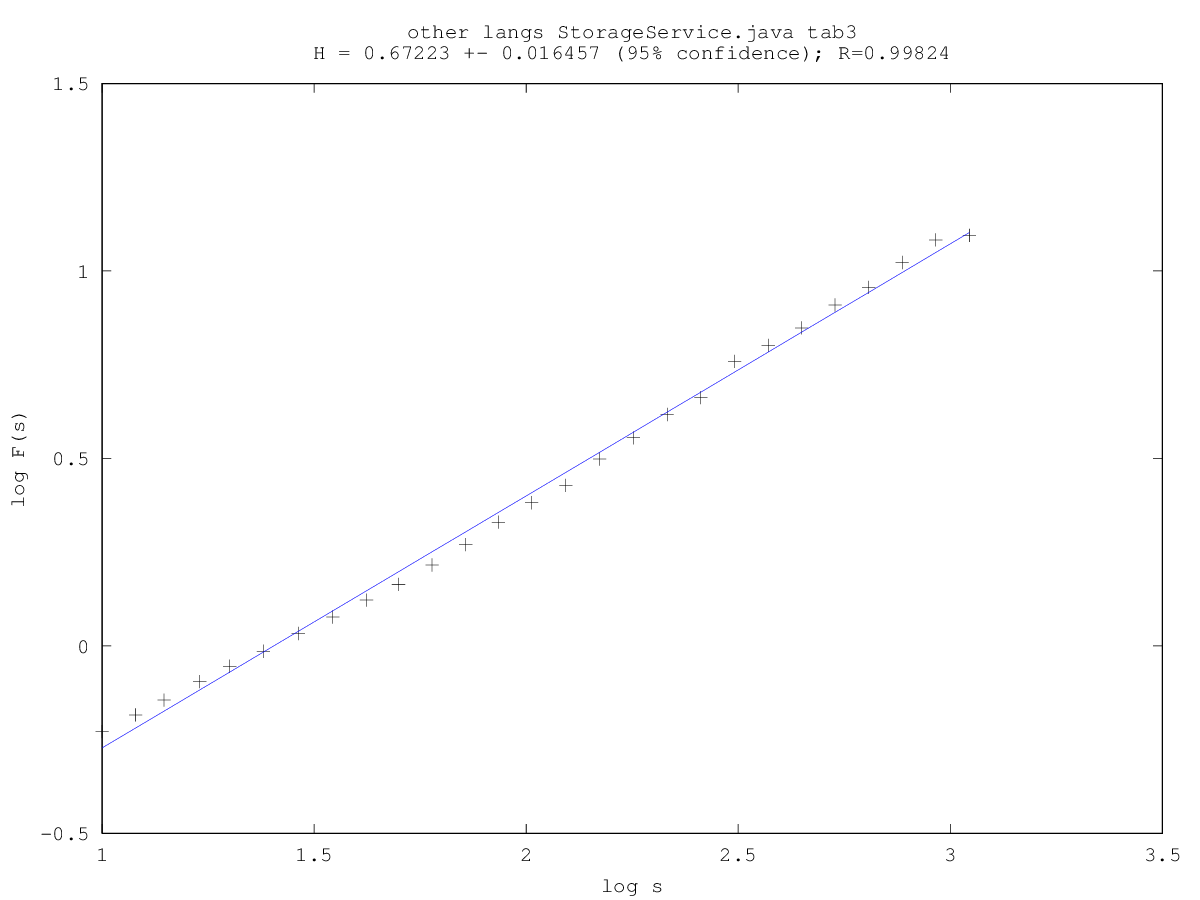 other langs StorageService.java tab3
H = 0.67223 +- 0.016457 (95% confidence); R=0.99824
1.5
1
0.5
0
-0.5
log F(s)
1 1.5 2 2.5 3 3.5
log s